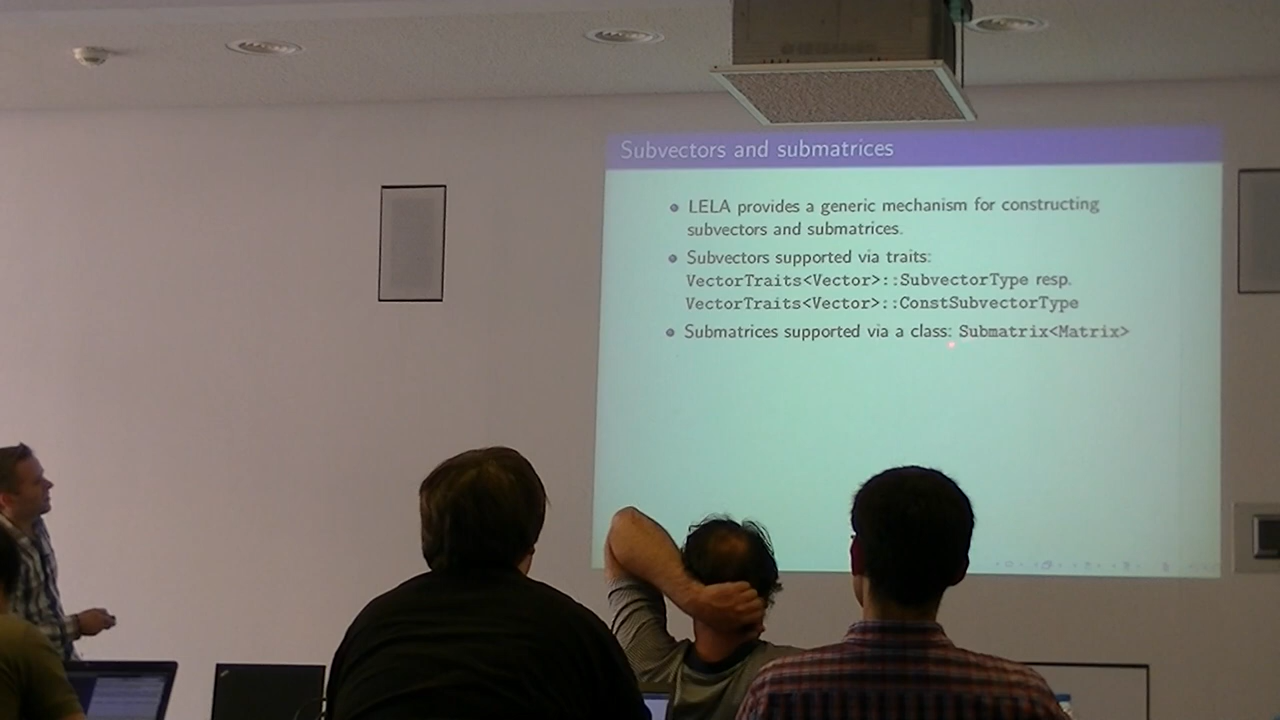 Subvectors and submatrices
LELA provides a generic mechanism for constructing
subvectors and submatrices.
Subvectors supported via traits:
VectorTraits<Vector>::SubvectorType resp.
VectorTraits<Vector>::ConstSubvectorType
Submatrices supported via a class: Submatrix<Matrix>